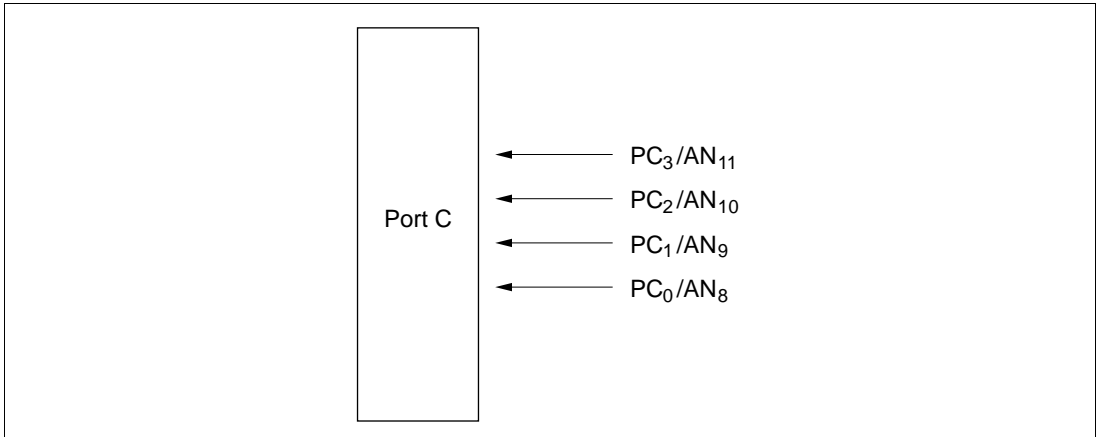 PC₃/AN₁₁
PC₂/AN₁₀
Port C
PC₁/AN₉
PC₀/AN₈